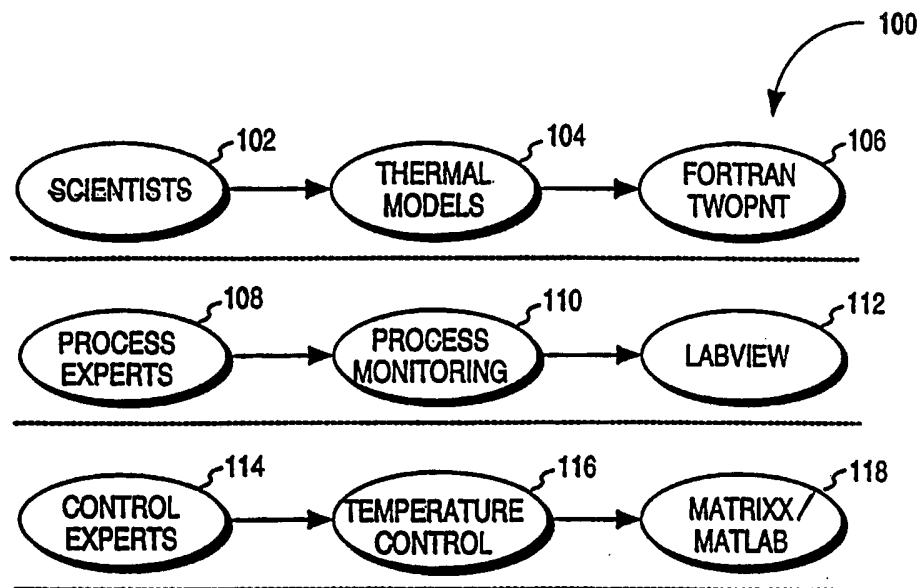 100
102
104
106
SCIENTISTS
THERMAL
MODELS
FORTRAN
TWOPNT
108
110
112
PROCESS
EXPERTS
PROCESS
MONITORING
LABVIEW
114
116
118
CONTROL
EXPERTS
TEMPERATURE
CONTROL
MATRIXX/
MATLAB